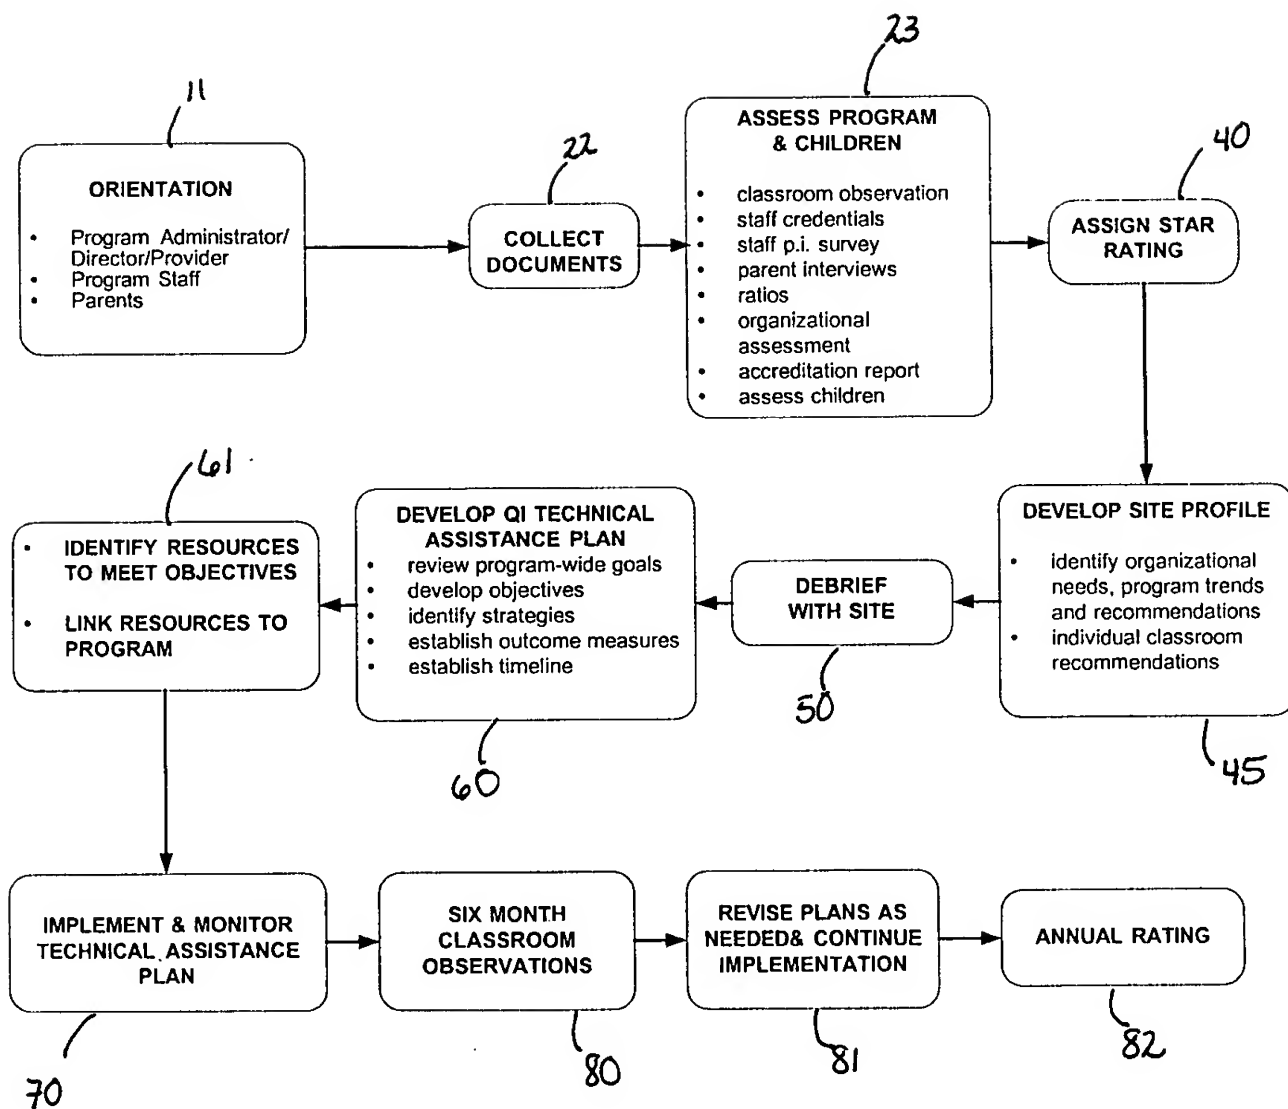 11
ORIENTATION
• Program Administrator/
Director/Provider
• Program Staff
• Parents
22
COLLECT
DOCUMENTS
23
ASSESS PROGRAM
& CHILDREN
• classroom observation
• staff credentials
• staff p.i. survey
• parent interviews
• ratios
• organizational
assessment
• accreditation report
• assess children
40
ASSIGN STAR
RATING
DEVELOP SITE PROFILE
• identify organizational
needs, program trends
and recommendations
• individual classroom
recommendations
45
DEBRIEF
WITH SITE
50
DEVELOP QI TECHNICAL
ASSISTANCE PLAN
• review program-wide goals
• develop objectives
• identify strategies
• establish outcome measures
• establish timeline
60
61
• IDENTIFY RESOURCES
TO MEET OBJECTIVES
• LINK RESOURCES TO
PROGRAM
IMPLEMENT & MONITOR
TECHNICAL ASSISTANCE
PLAN
70
SIX MONTH
CLASSROOM
OBSERVATIONS
80
REVISE PLANS AS
NEEDED& CONTINUE
IMPLEMENTATION
81
ANNUAL RATING
82